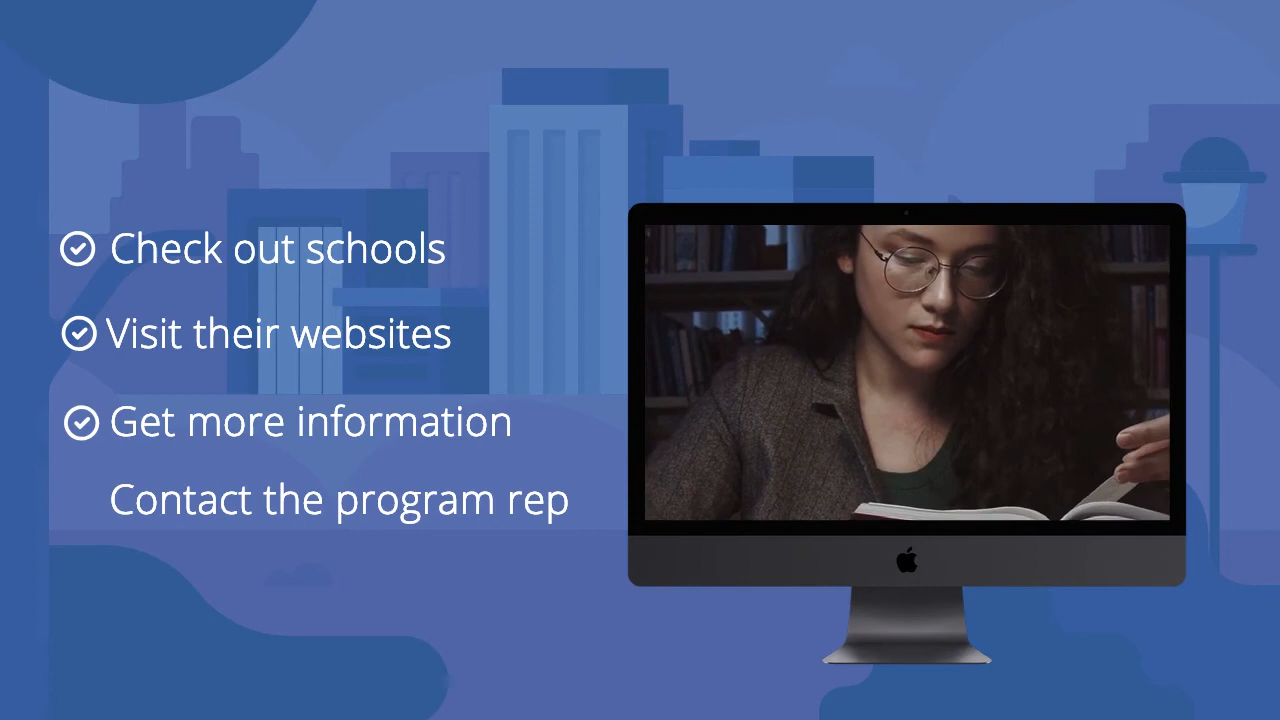 Check out schools
Visit their websites
Get more information
Contact the program rep